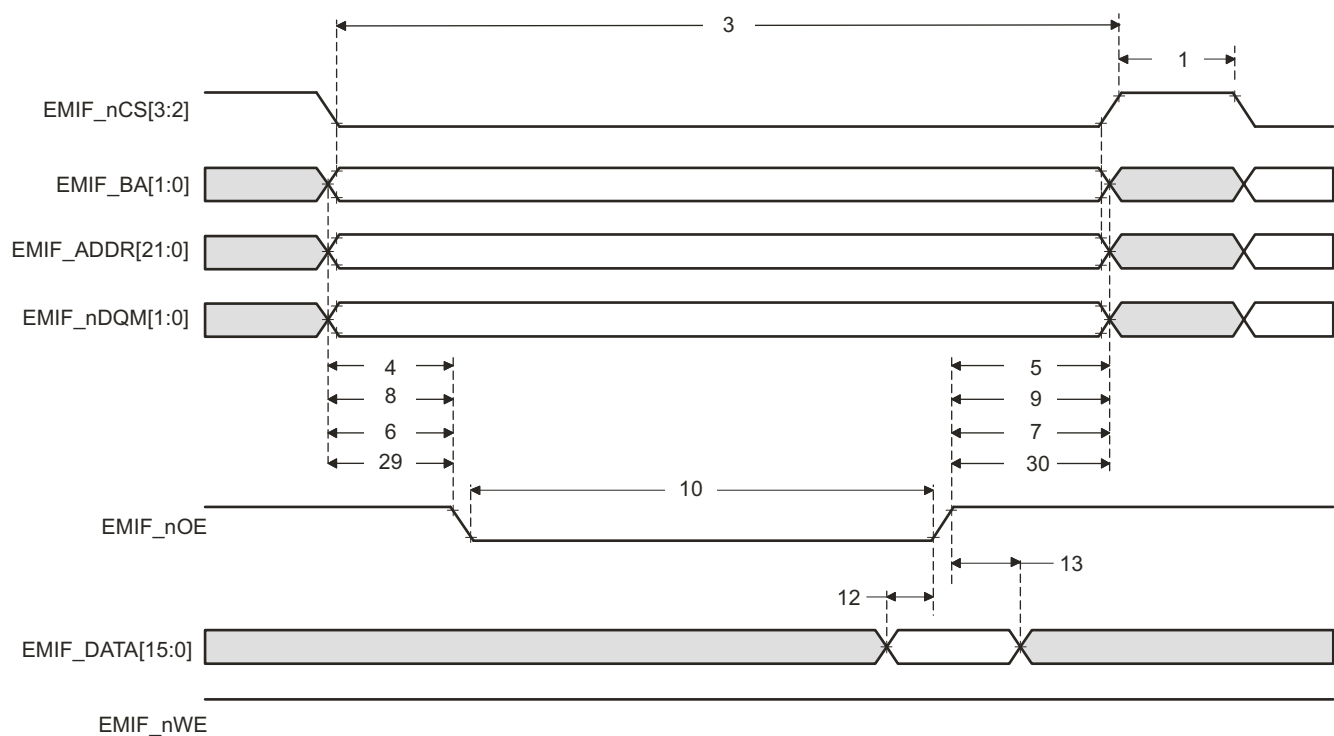 3
1
EMIF_nCS[3:2]
EMIF_BA[1:0]
EMIF_ADDR[21:0]
EMIF_nDQM[1:0]
4 5
8 9
6 7
29 30
10
EMIF_nOE
13
12
EMIF_DATA[15:0]
EMIF_nWE